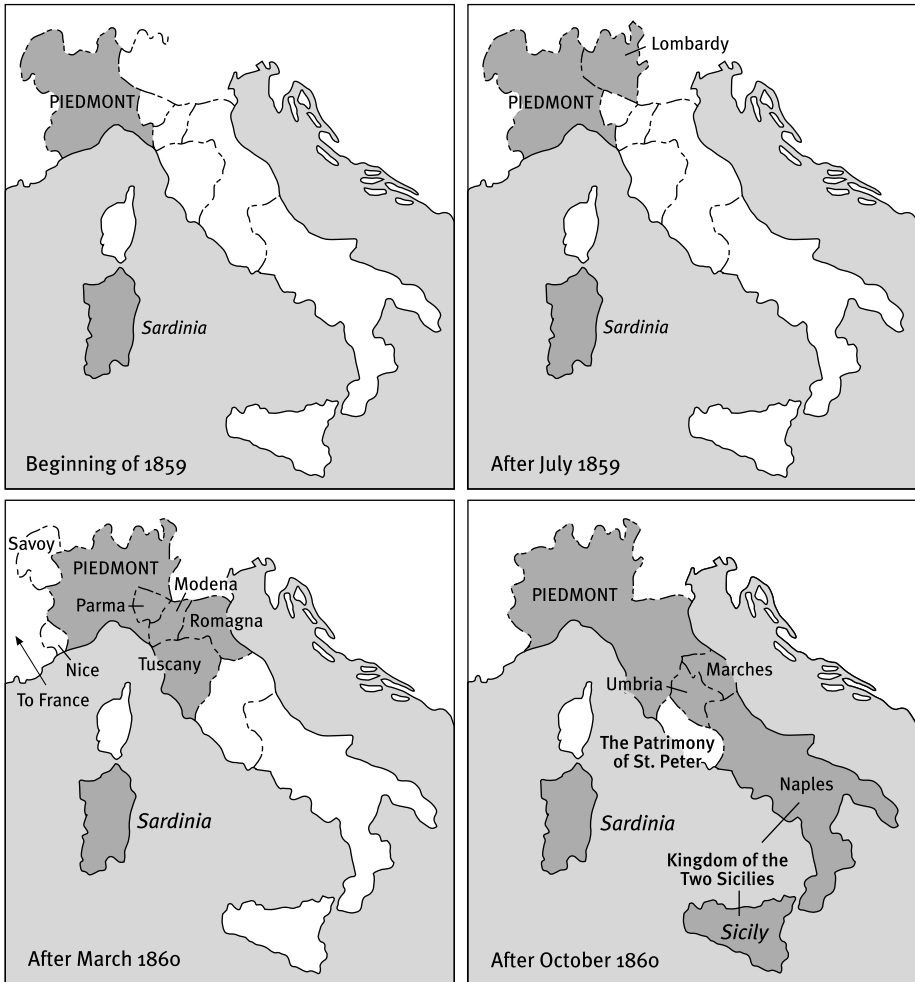 PIEDMONT
Sardinia
Beginning of 1859
Lombardy
PIEDMONT
Sardinia
After July 1859
Savoy
PIEDMONT
Modena
Parma
Romagna
Tuscany
Nice
To France
Sardinia
After March 1860
PIEDMONT
Marches
Umbria
The Patrimony
of St. Peter
Naples
Sardinia
Kingdom of the
Two Sicilies
Sicily
After October 1860